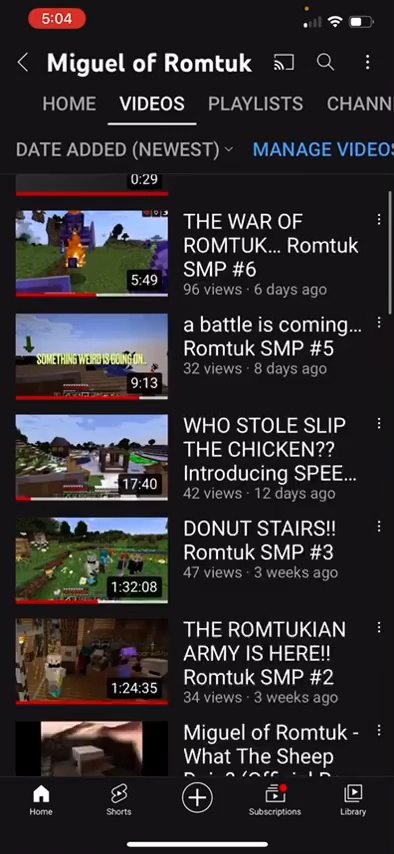 5:04
Miguel of Romtuk
HOME VIDEOS PLAYLISTS CHANN
DATE ADDED (NEWEST) MANAGE VIDEOS
0:29
THE WAR OF
ROMTUK... Romtuk
SMP #6
96 views · 6 days ago
5:49
a battle is coming...
Romtuk SMP #5
32 views · 8 days ago
SOMETHING WEIRD IS GOING ON..
9:13
WHO STOLE SLIP
THE CHICKEN??
Introducing SPEE...
42 views · 12 days ago
17:40
DONUT STAIRS!!
Romtuk SMP #3
47 views · 3 weeks ago
1:32:08
THE ROMTUKIAN
ARMY IS HERE!!
Romtuk SMP #2
34 views · 3 weeks ago
1:24:35
Miguel of Romtuk -
What The Sheep
Home Shorts Subscriptions Library